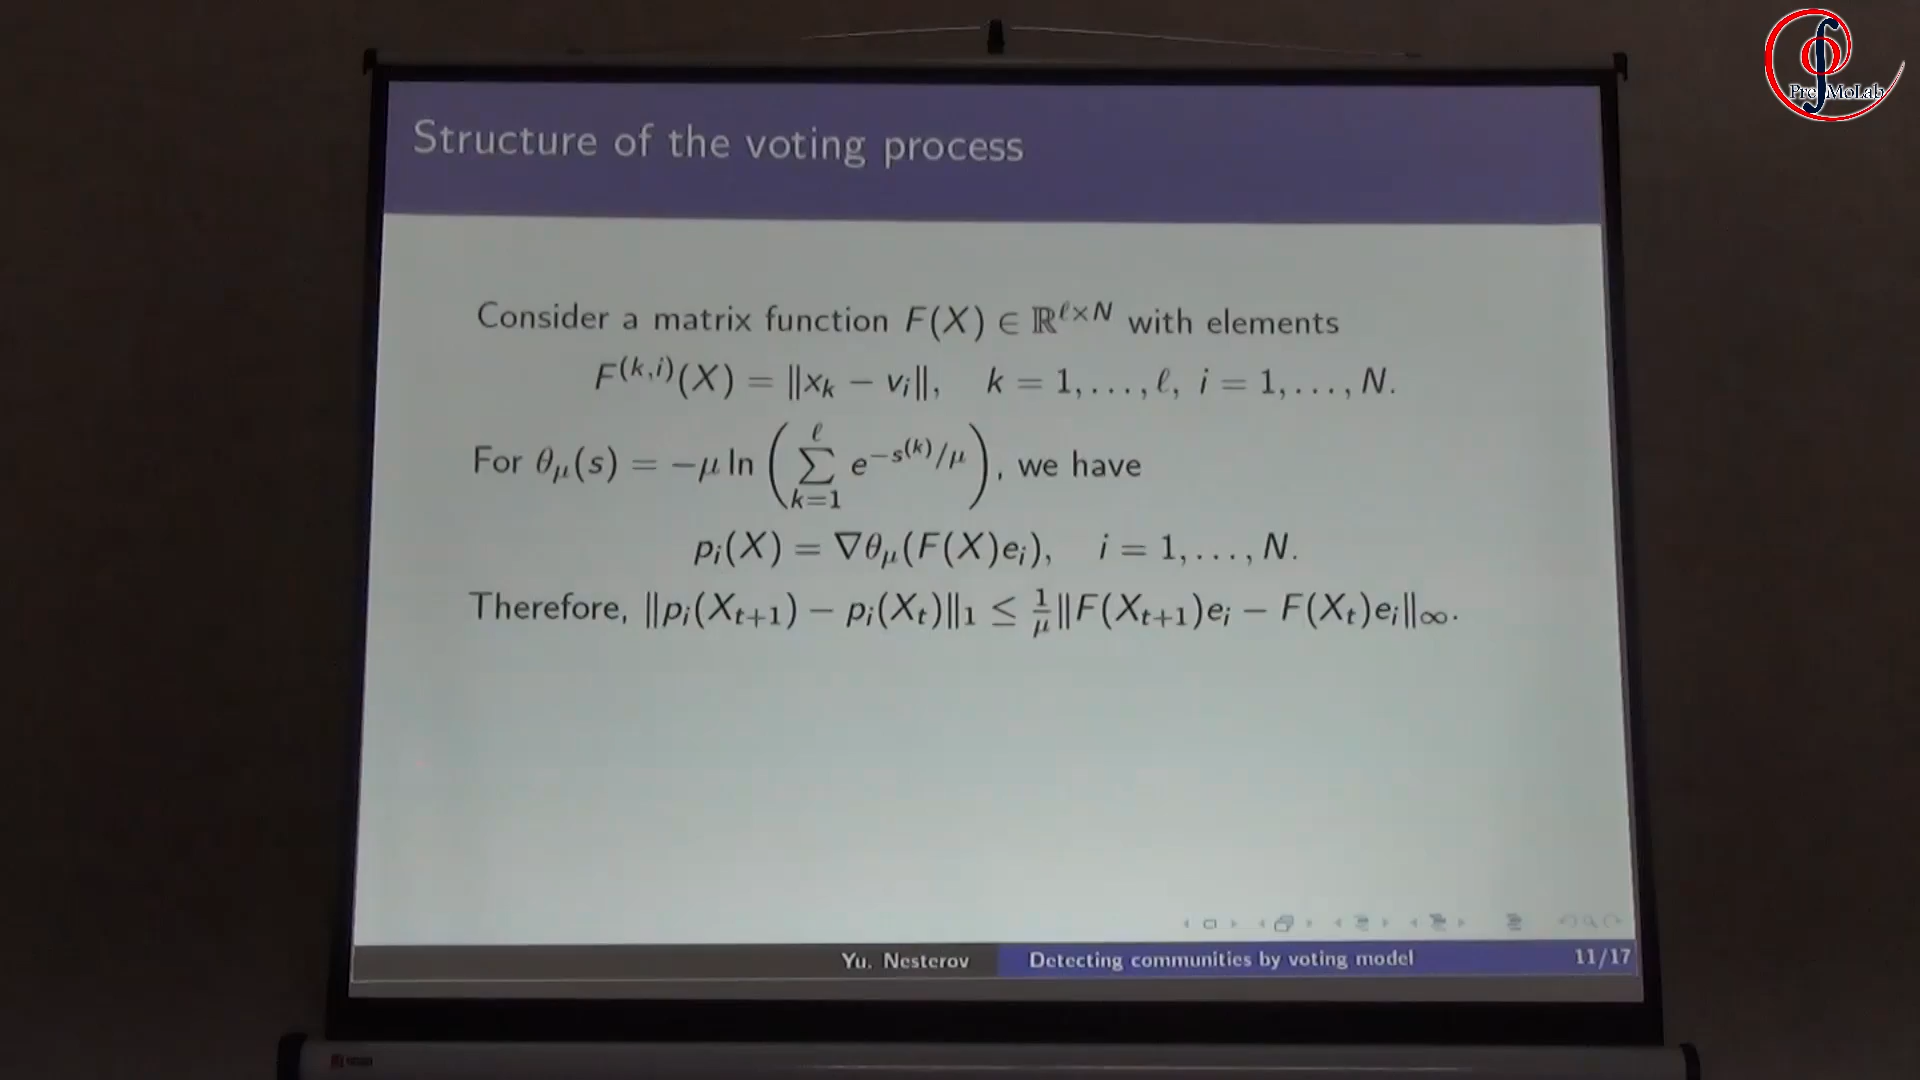 PreMoLab
Structure of the voting process
Consider a matrix function F(X) ∈ ℝ^{ℓ×N} with elements
F^{(k,i)}(X) = ‖x_k − v_i‖, k = 1, . . . , ℓ, i = 1, . . . , N.
For θ_μ(s) = −μ ln ( ∑_{k=1}^{ℓ} e^{−s^{(k)}/μ} ), we have
p_i(X) = ∇θ_μ(F(X)e_i), i = 1, . . . , N.
Therefore, ‖p_i(X_{t+1}) − p_i(X_t)‖_1 ≤ \frac{1}{μ}‖F(X_{t+1})e_i − F(X_t)e_i‖_∞.
Yu. Nesterov Detecting communities by voting model 11/17